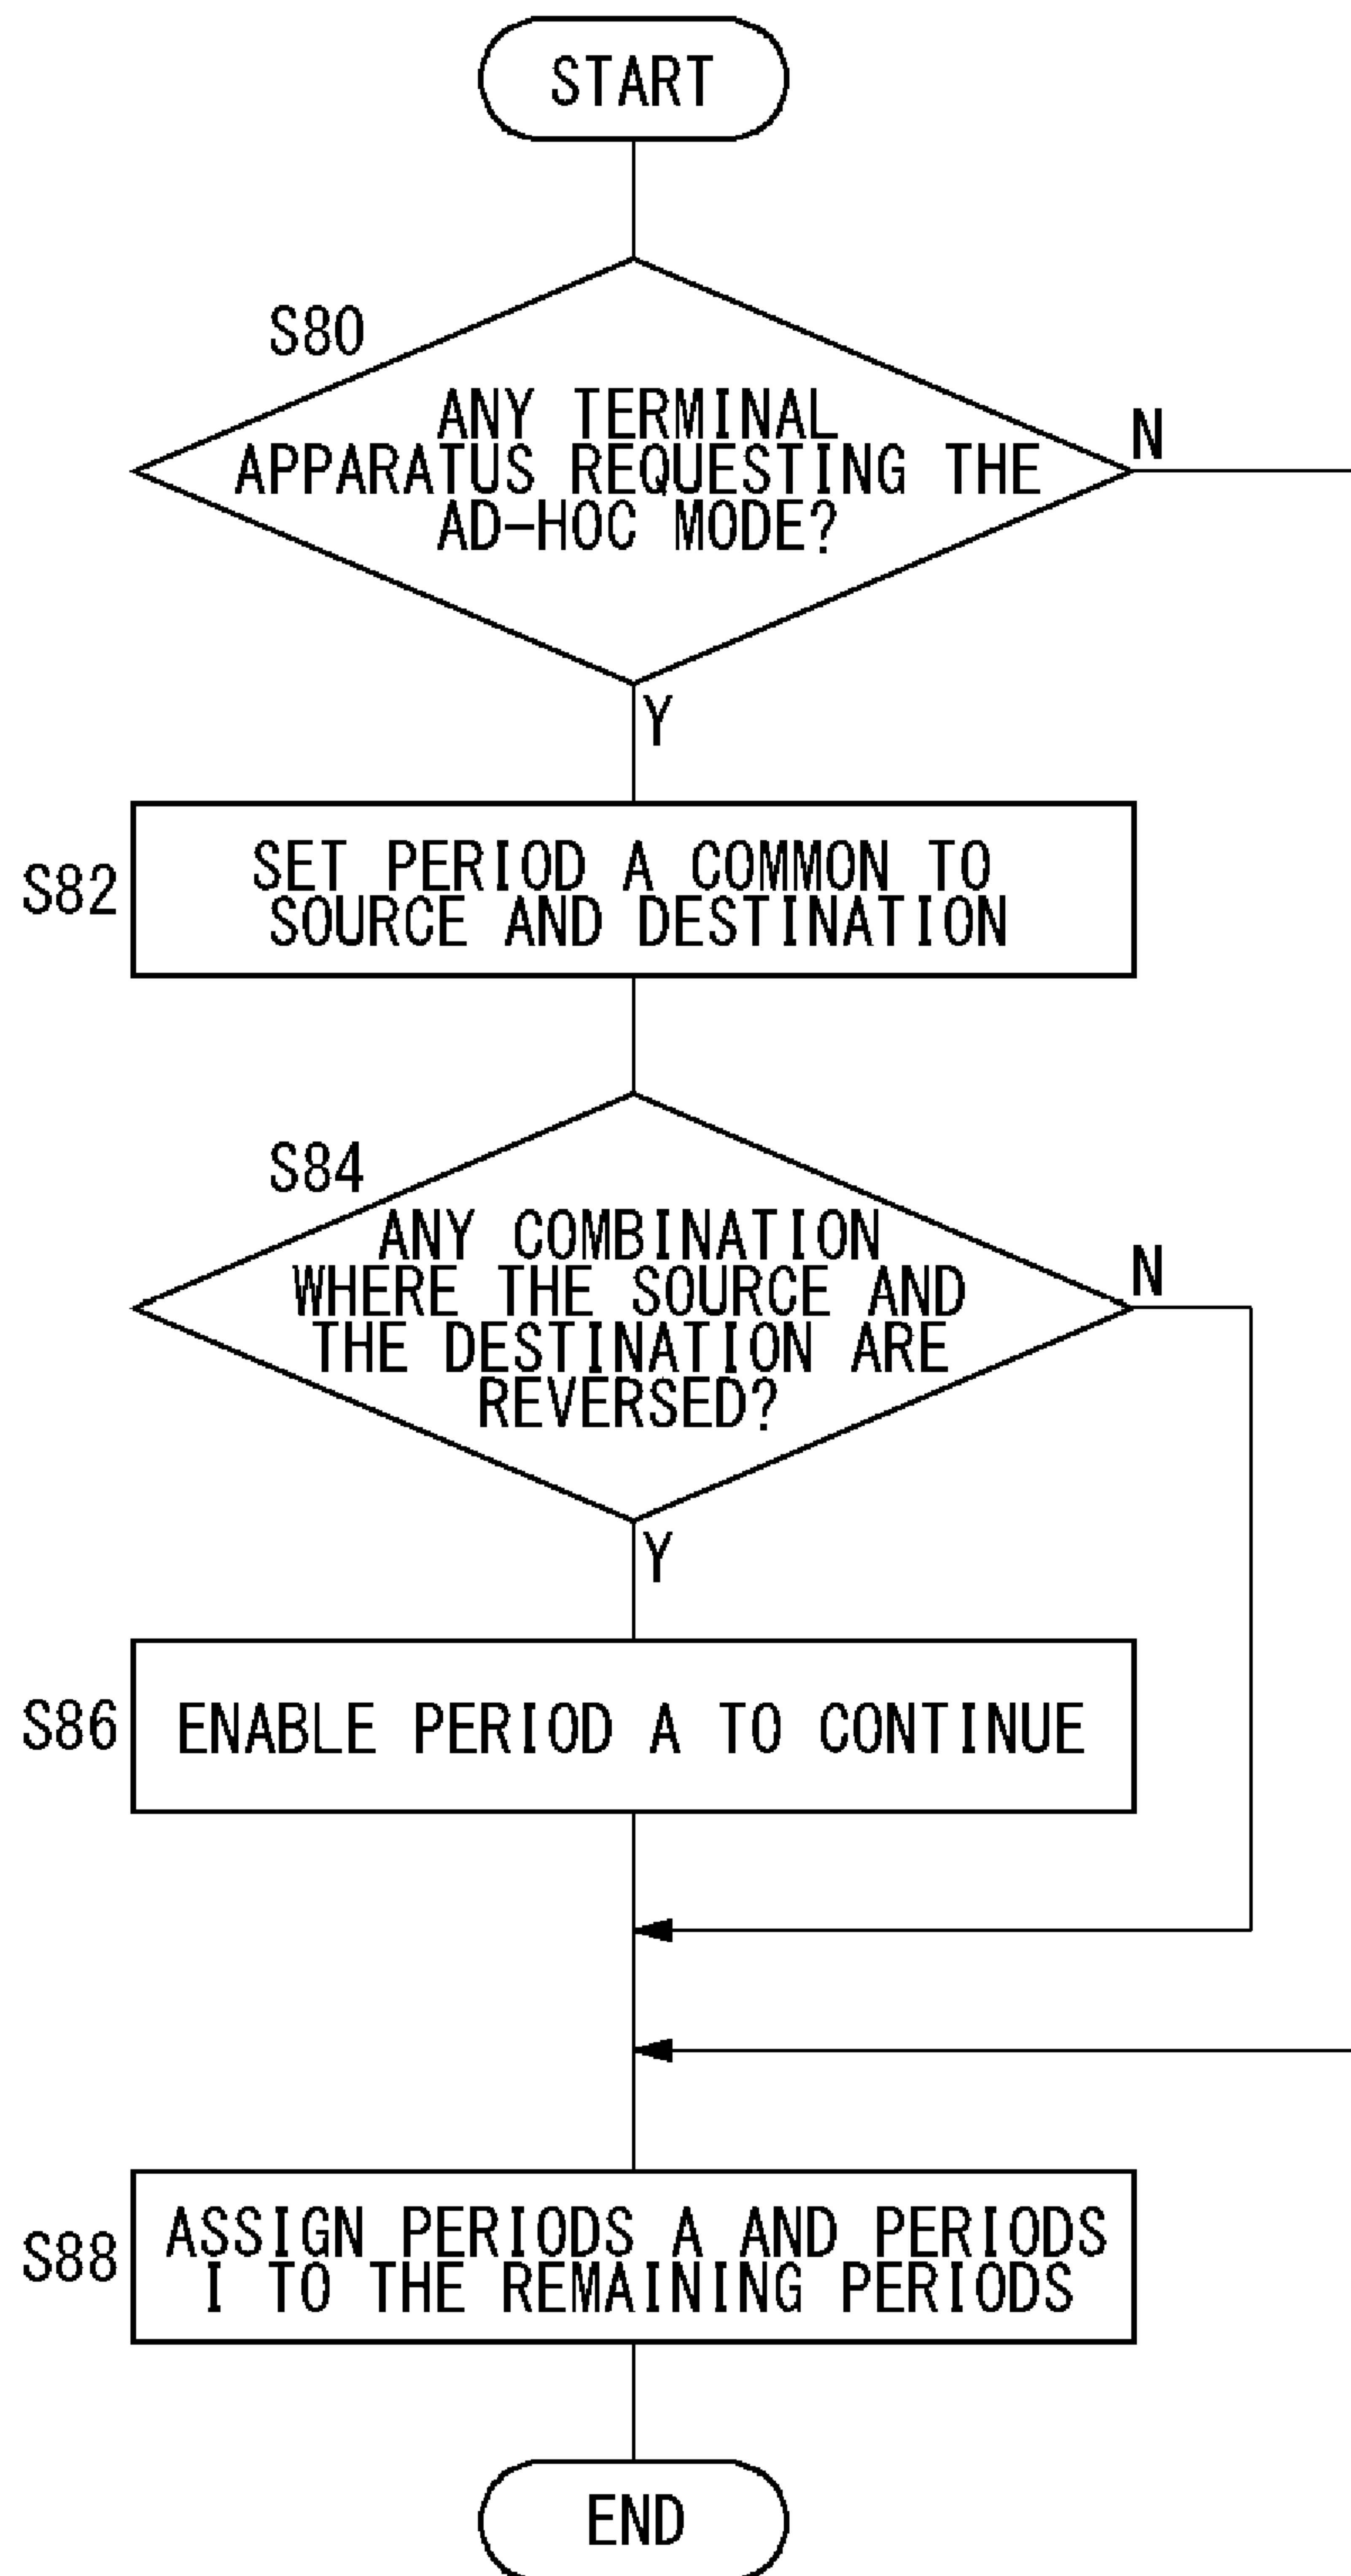 START
S80
ANY TERMINAL
APPARATUS REQUESTING THE
AD-HOC MODE?
N
Y
S82
SET PERIOD A COMMON TO
SOURCE AND DESTINATION
S84
ANY COMBINATION
WHERE THE SOURCE AND
THE DESTINATION ARE
REVERSED?
N
Y
S86
ENABLE PERIOD A TO CONTINUE
S88
ASSIGN PERIODS A AND PERIODS
I TO THE REMAINING PERIODS
END